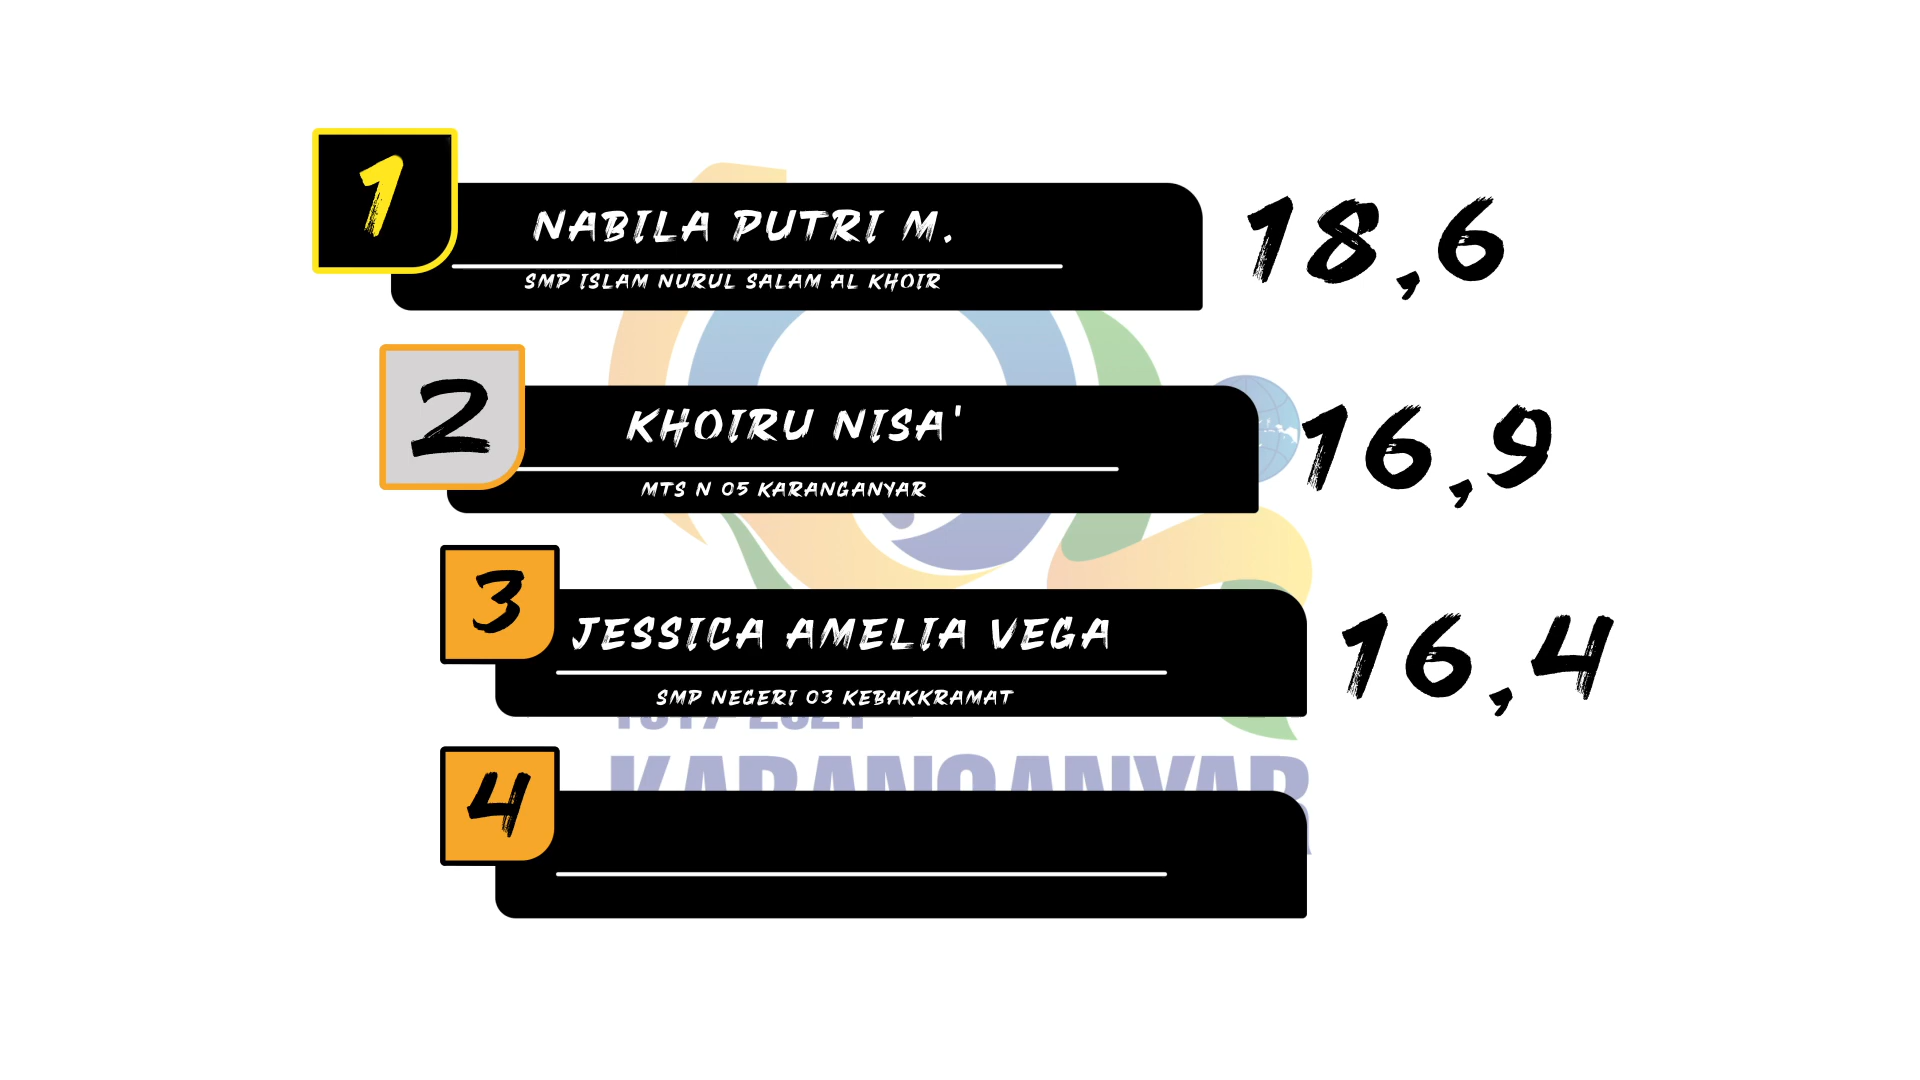 1
NABILA PUTRI M.
SMP ISLAM NURUL SALAM AL KHOIR
18,6
2
KHOIRU NISA'
MTS N 05 KARANGANYAR
16,9
3
JESSICA AMELIA VEGA
SMP NEGERI 03 KEBAKKRAMAT
16,4
KARANGANYAR
4